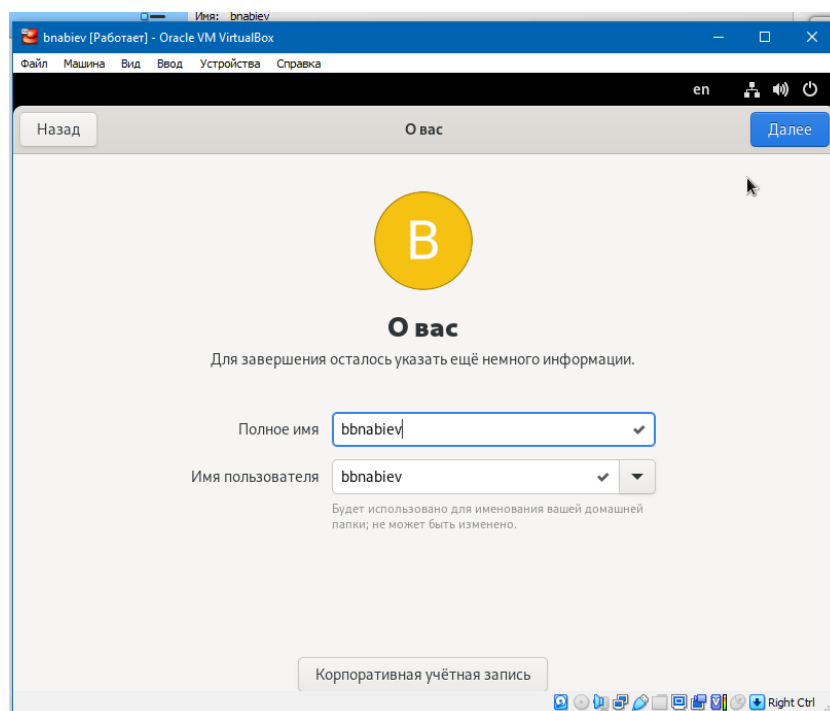 Имя: bnabiev
bnabiev [Работает] - Oracle VM VirtualBox
Файл Машина Вид Ввод Устройства Справка
en
Назад О вас Далее
B
О вас
Для завершения осталось указать ещё немного информации.
Полное имя bbnabiev
Имя пользователя bbnabiev
Будет использовано для именования вашей домашней
папки; не может быть изменено.
Корпоративная учётная запись
Right Ctrl